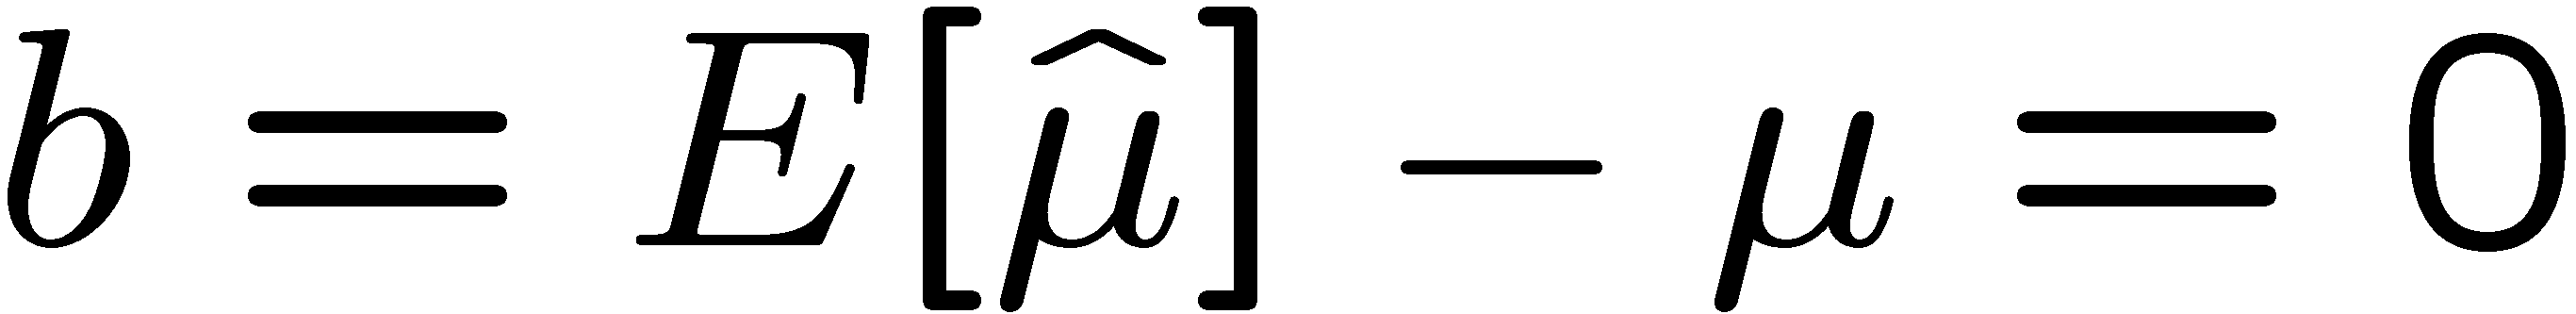 b = E[μ̂] − μ = 0